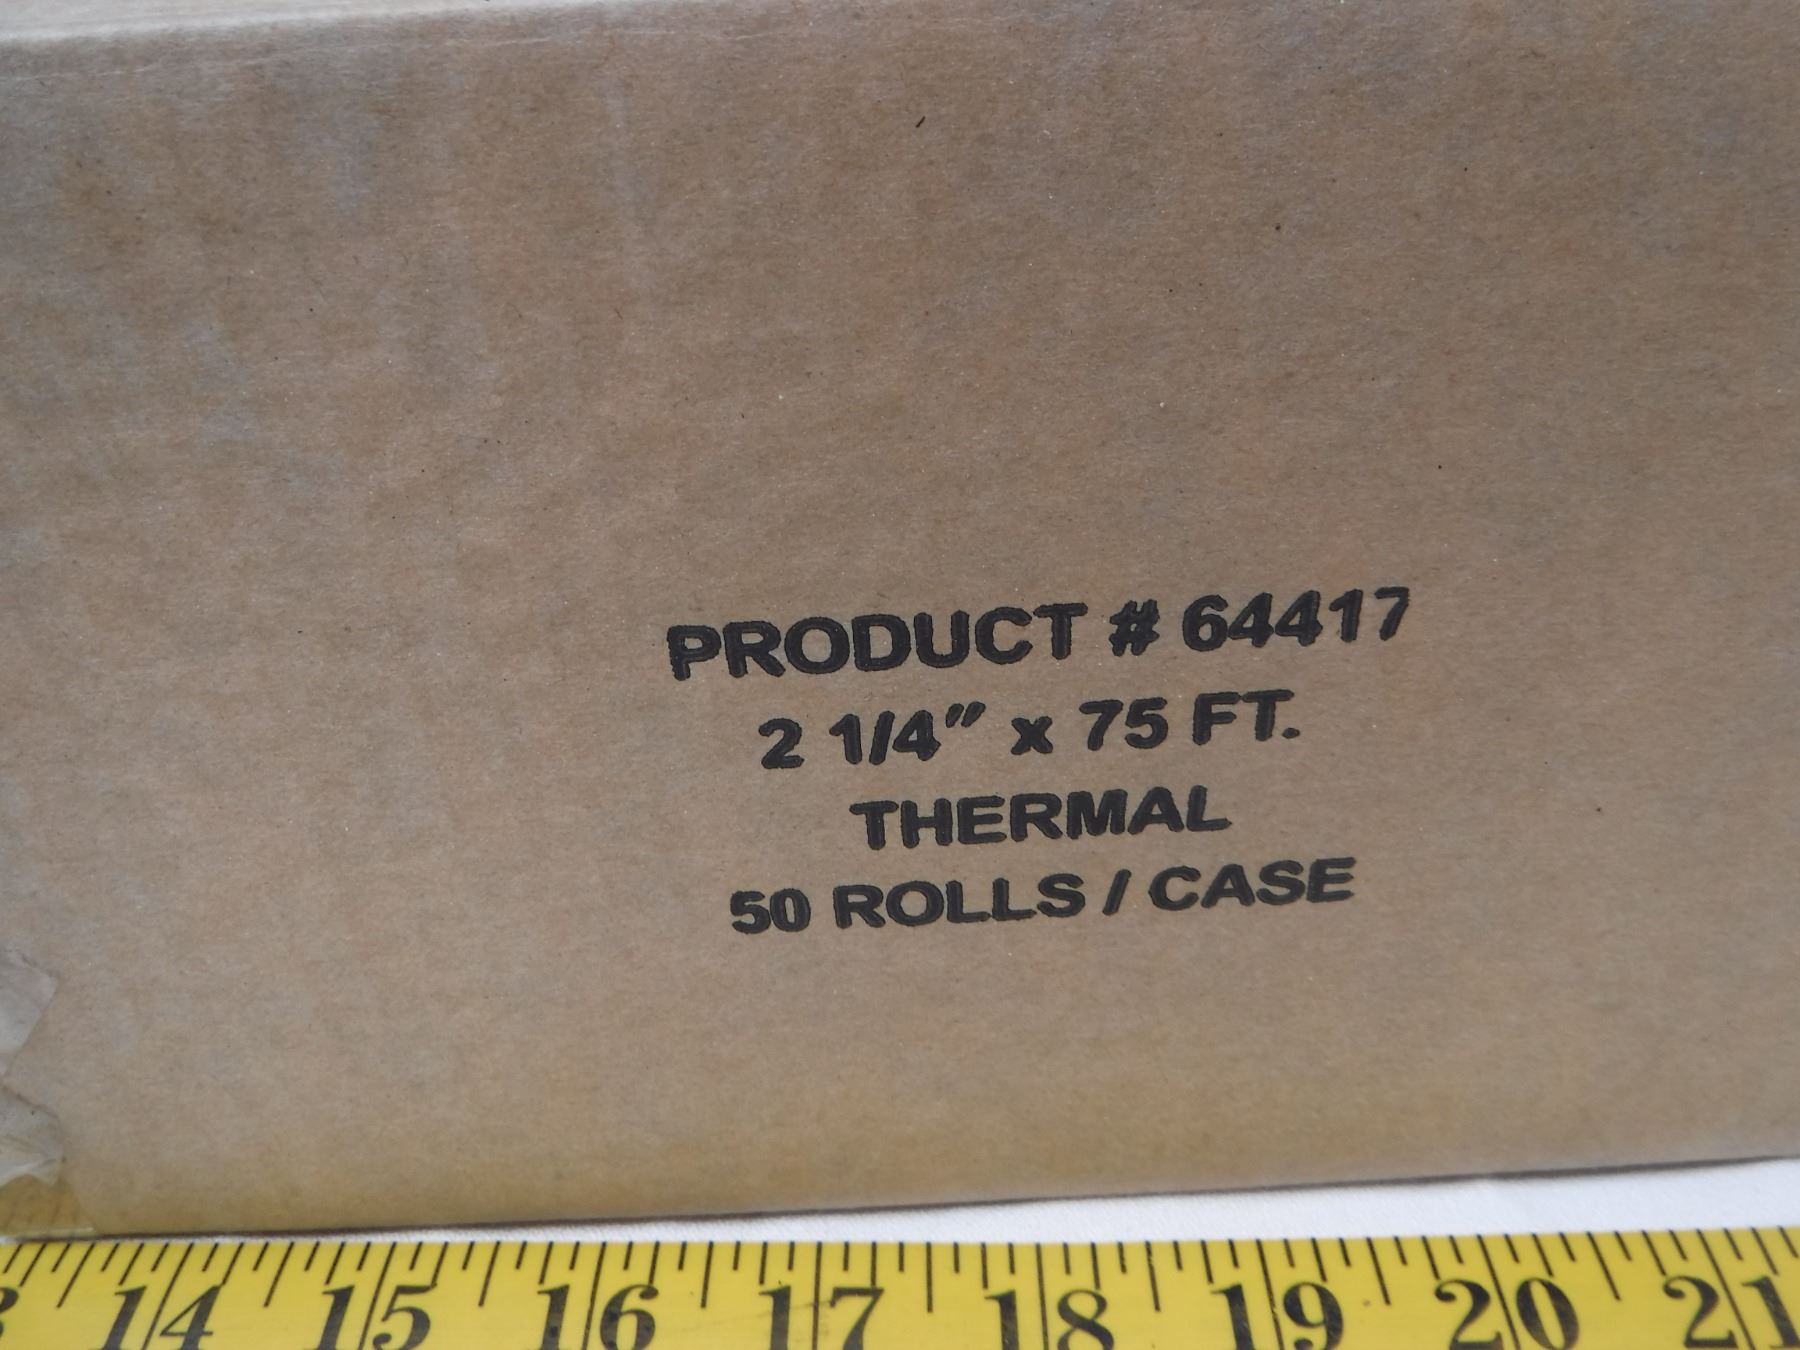 PRODUCT # 64417
2 1/4" x 75 FT.
THERMAL
50 ROLLS / CASE
14 15 16 17 18 19 20 21